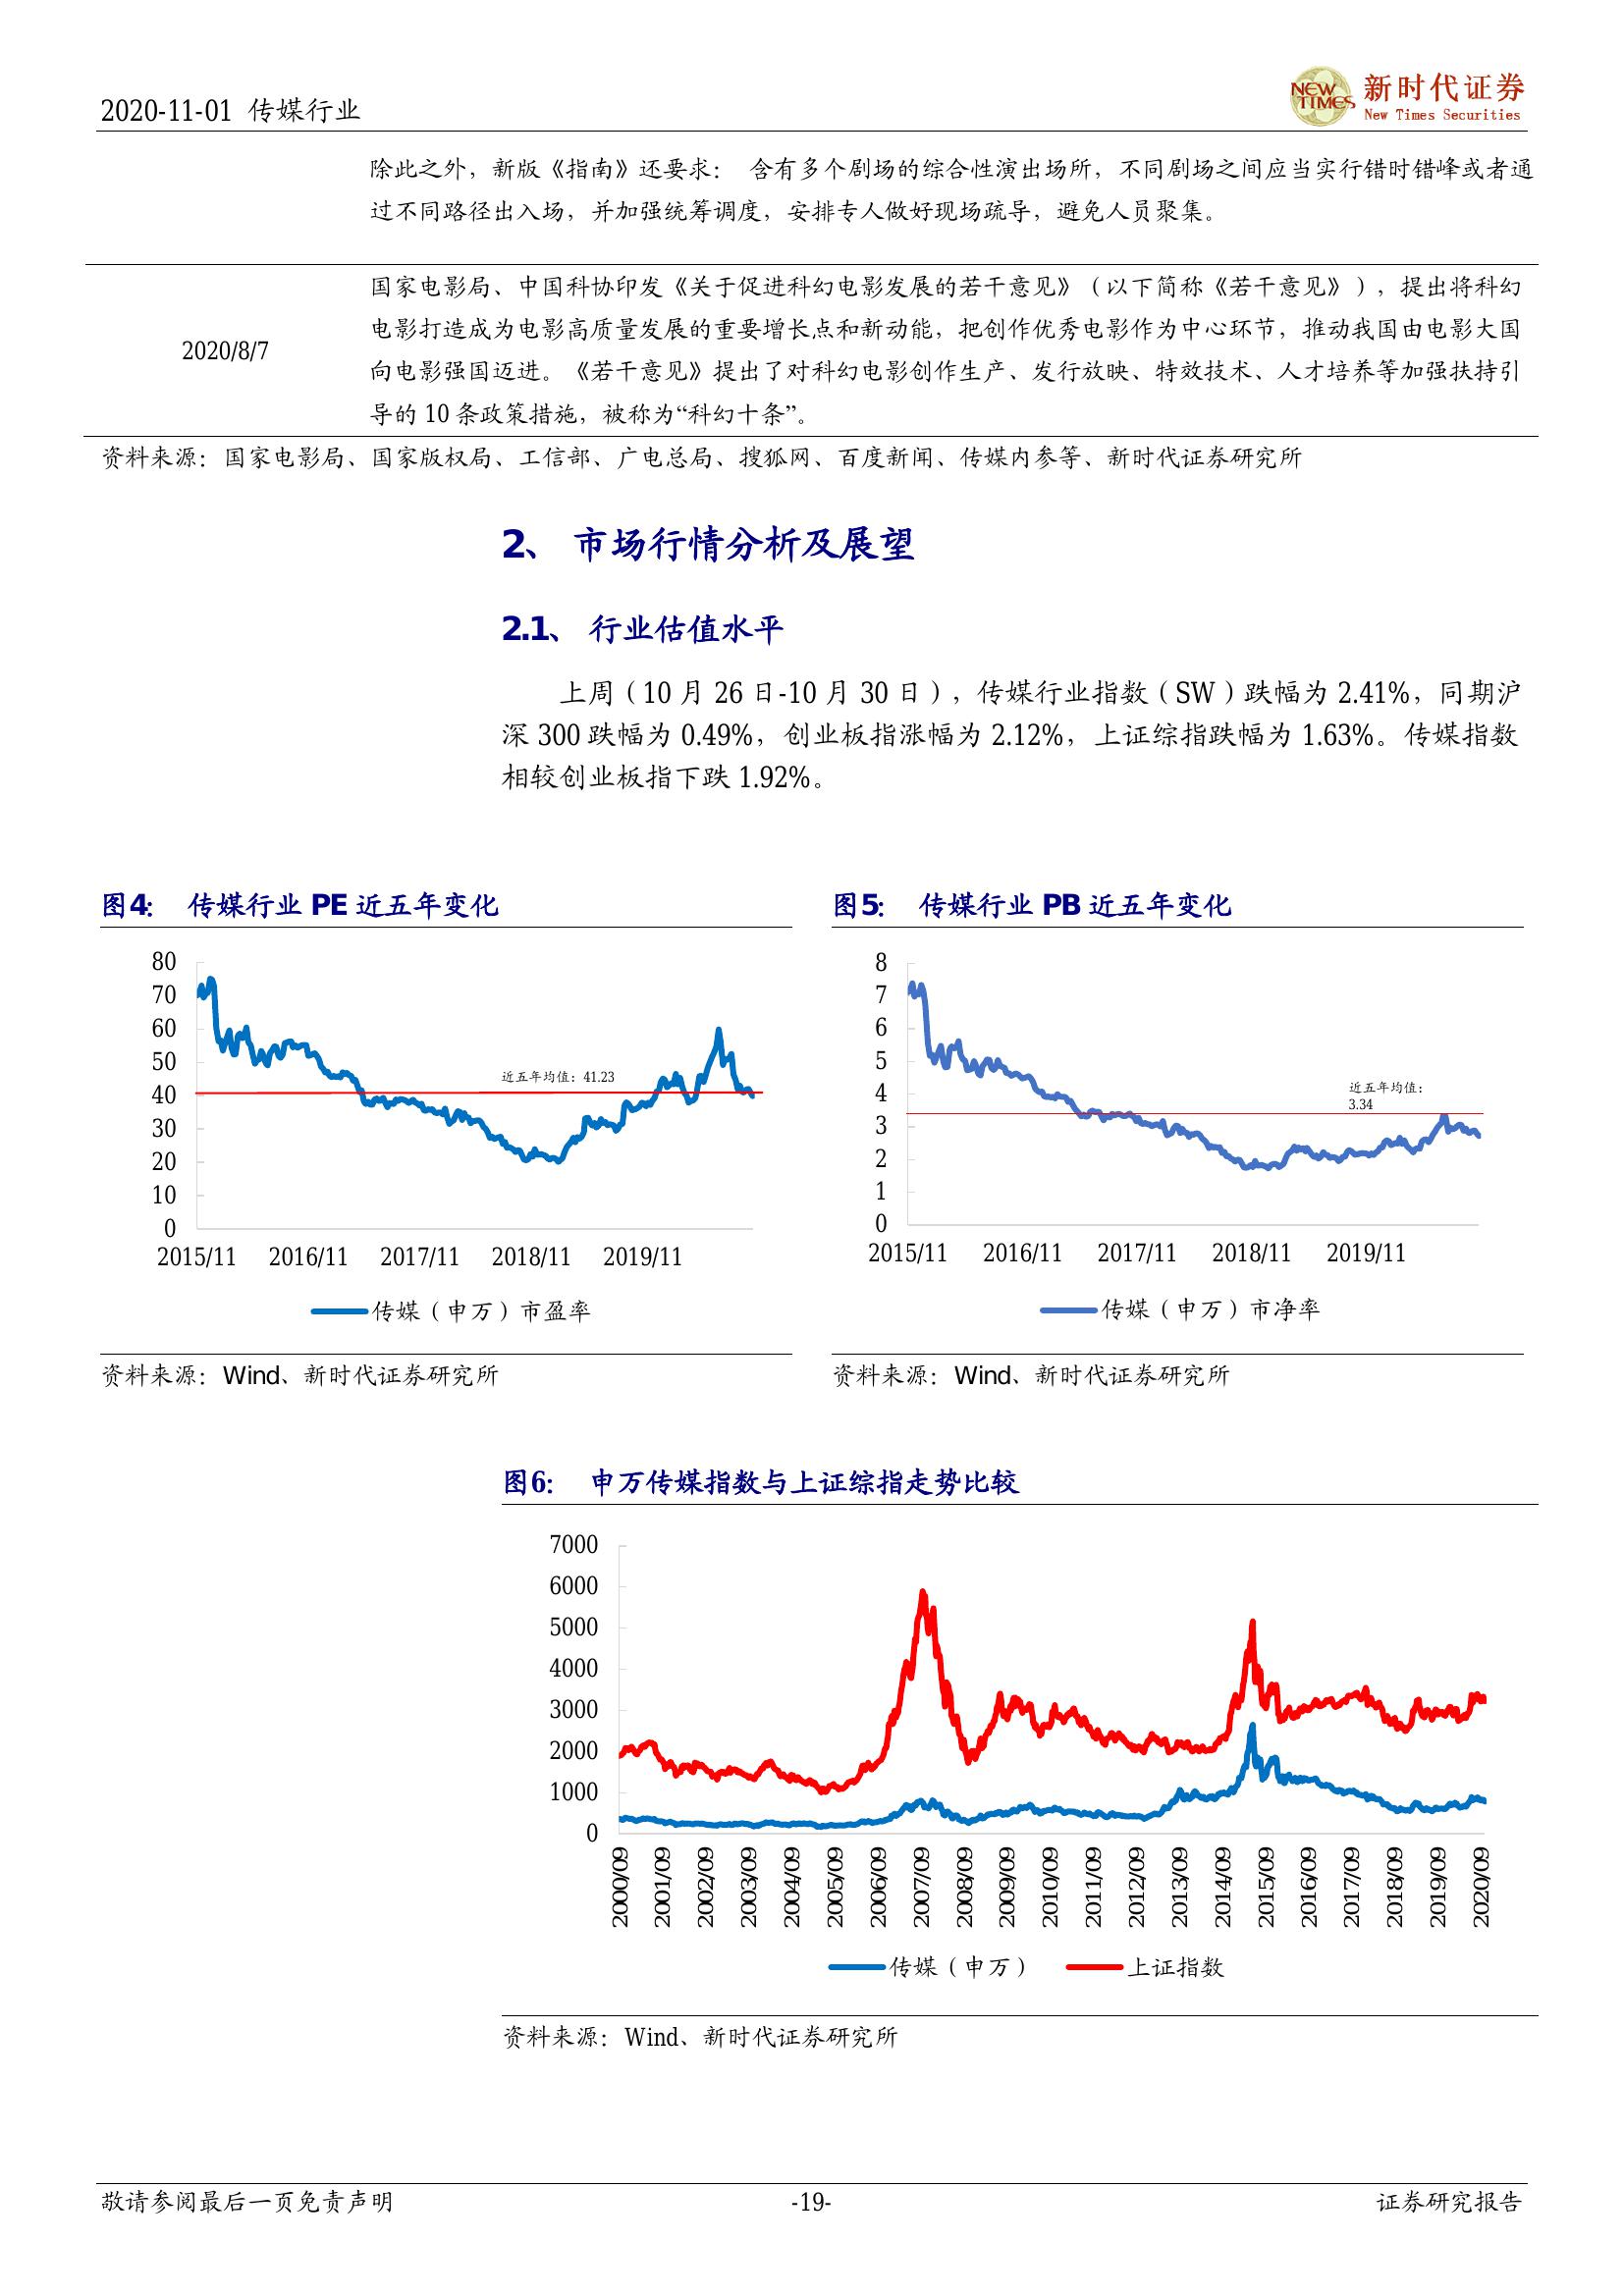 2020-11-01 传媒行业
NEW TIMES
新时代证券
New Times Securities
除此之外，新版《指南》还要求： 含有多个剧场的综合性演出场所，不同剧场之间应当实行错时错峰或者通
过不同路径出入场，并加强统筹调度，安排专人做好现场疏导，避免人员聚集。
国家电影局、中国科协印发《关于促进科幻电影发展的若干意见》（以下简称《若干意见》），提出将科幻
电影打造成为电影高质量发展的重要增长点和新动能，把创作优秀电影作为中心环节，推动我国由电影大国
2020/8/7
向电影强国迈进。《若干意见》提出了对科幻电影创作生产、发行放映、特效技术、人才培养等加强扶持引
导的 10 条政策措施，被称为“科幻十条”。
资料来源：国家电影局、国家版权局、工信部、广电总局、搜狐网、百度新闻、传媒内参等、新时代证券研究所
2、 市场行情分析及展望
2.1、 行业估值水平
上周（10 月 26 日-10 月 30 日），传媒行业指数（SW）跌幅为 2.41%，同期沪
深 300 跌幅为 0.49%，创业板指涨幅为 2.12%，上证综指跌幅为 1.63%。传媒指数
相较创业板指下跌 1.92%。
图4： 传媒行业 PE 近五年变化
80
70
60
50
40
30
20
10
0
近五年均值：41.23
2015/11 2016/11 2017/11 2018/11 2019/11
传媒（申万）市盈率
资料来源：Wind、新时代证券研究所
图5： 传媒行业 PB 近五年变化
8
7
6
5
4
3
2
1
0
近五年均值：
3.34
2015/11 2016/11 2017/11 2018/11 2019/11
传媒（申万）市净率
资料来源：Wind、新时代证券研究所
图6： 申万传媒指数与上证综指走势比较
7000
6000
5000
4000
3000
2000
1000
0
2000/09 2001/09 2002/09 2003/09 2004/09 2005/09 2006/09 2007/09 2008/09 2009/09 2010/09 2011/09 2012/09 2013/09 2014/09 2015/09 2016/09 2017/09 2018/09 2019/09 2020/09
传媒（申万） 上证指数
资料来源：Wind、新时代证券研究所
敬请参阅最后一页免责声明 -19- 证券研究报告